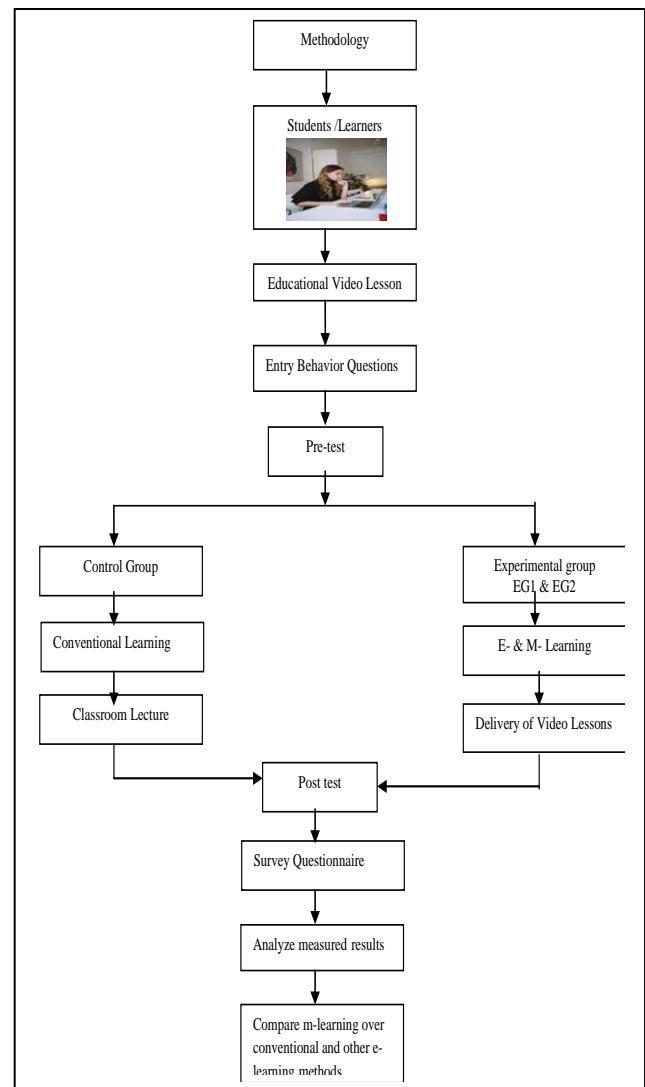 Methodology
Students /Learners
Educational Video Lesson
Entry Behavior Questions
Pre-test
Control Group
Experimental group
EG1 & EG2
Conventional Learning
E- & M- Learning
Classroom Lecture
Delivery of Video Lessons
Post test
Survey Questionnaire
Analyze measured results
Compare m-learning over
conventional and other e-
learning methods